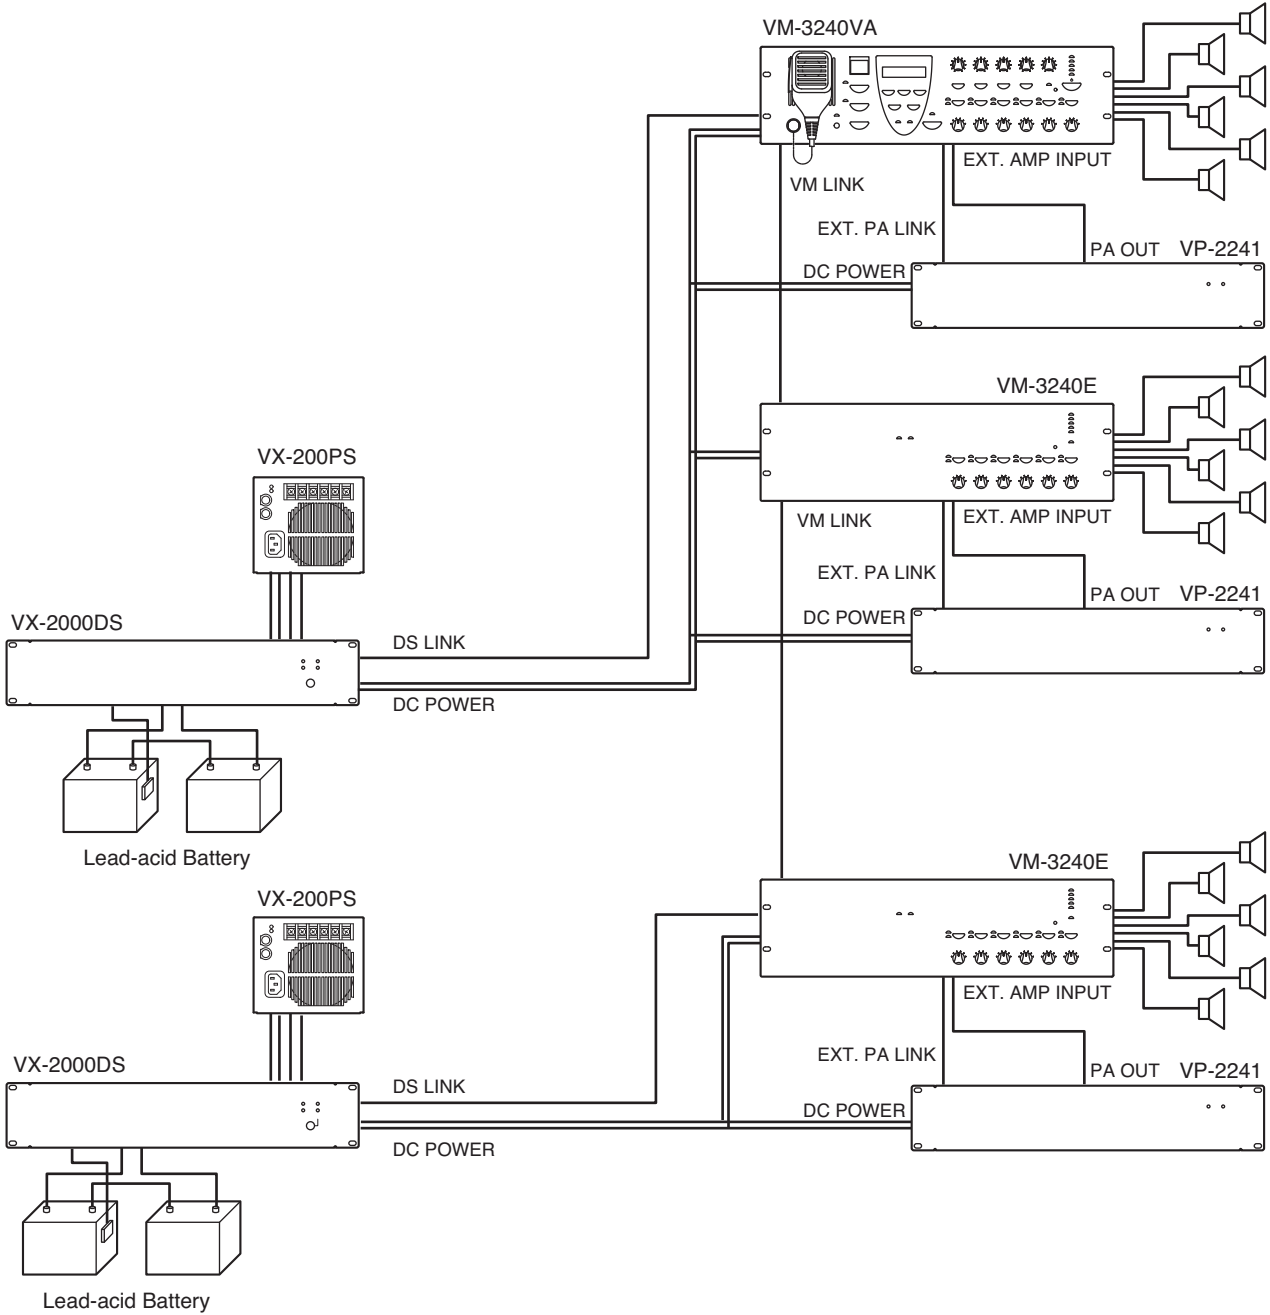 VM-3240VA
EXT. AMP INPUT
VM LINK
EXT. PA LINK
PA OUT
VP-2241
DC POWER
VM-3240E
VX-200PS
VM LINK
EXT. AMP INPUT
EXT. PA LINK
PA OUT
VP-2241
DC POWER
VX-2000DS
DS LINK
DC POWER
Lead-acid Battery
VM-3240E
VX-200PS
EXT. AMP INPUT
EXT. PA LINK
PA OUT
VP-2241
VX-2000DS
DS LINK
DC POWER
DC POWER
Lead-acid Battery